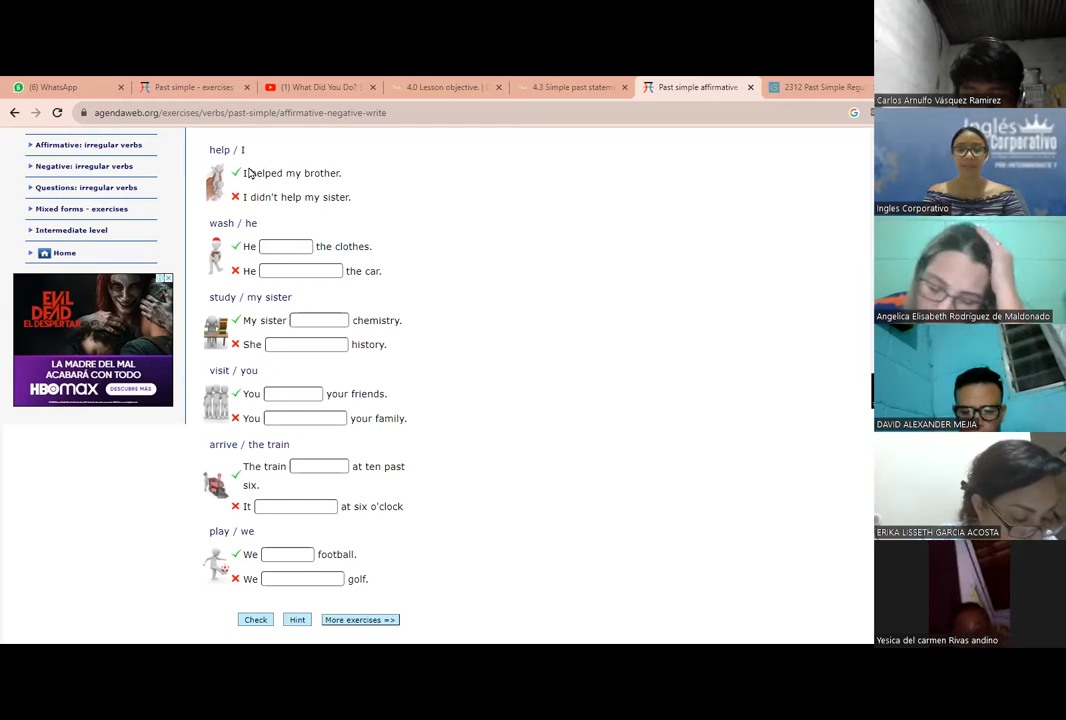 (6) WhatsApp
Past simple - exercises
(1) What Did You Do?
4.0 Lesson objective, | D
4.3 Simple past statem
Past simple affirmative
2312 Past Simple Regu
agendaweb.org/exercises/verbs/past-simple/affirmative-negative-write
Affirmative: irregular verbs
Negative: irregular verbs
Questions: irregular verbs
Mixed forms - exercises
Intermediate level
Home
EVIL
DEAD
EL DESPERTAR
LA MADRE DEL MAL
ACABARÁ CON TODO
HBOMAX
DESCUBRE MÁS
help / I
I helped my brother.
I didn't help my sister.
wash / he
He the clothes.
He the car.
study / my sister
My sister chemistry.
She history.
visit / you
You your friends.
You your family.
arrive / the train
The train at ten past
six.
It at six o'clock
play / we
We football.
We golf.
Check Hint More exercises =>
Carlos Arnulfo Vásquez Ramirez
Inglés
Corporativo
Ingles Corporativo
Angelica Elisabeth Rodríguez de Maldonado
DAVID ALEXANDER MEJIA
ERIKA LISSETH GARCIA ACOSTA
Yesica del carmen Rivas andino